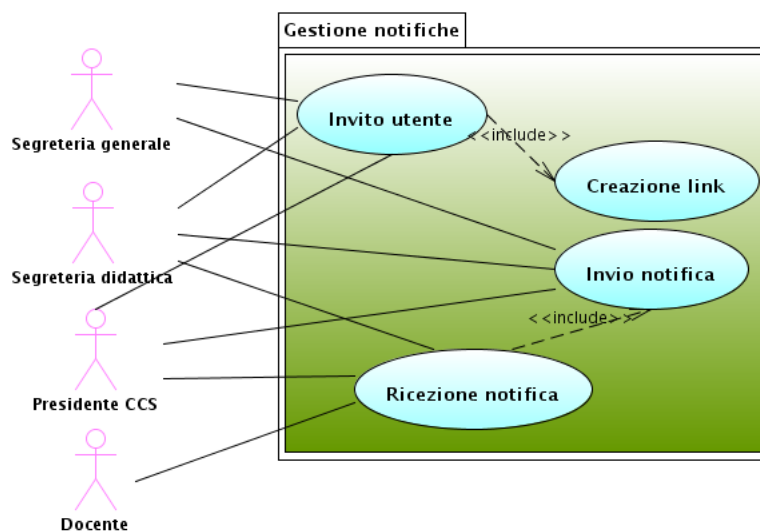 Gestione notifiche
Segreteria generale
Invito utente
<<include>>
Creazione link
Segreteria didattica
Invio notifica
<<include>>
Presidente CCS
Ricezione notifica
Docente